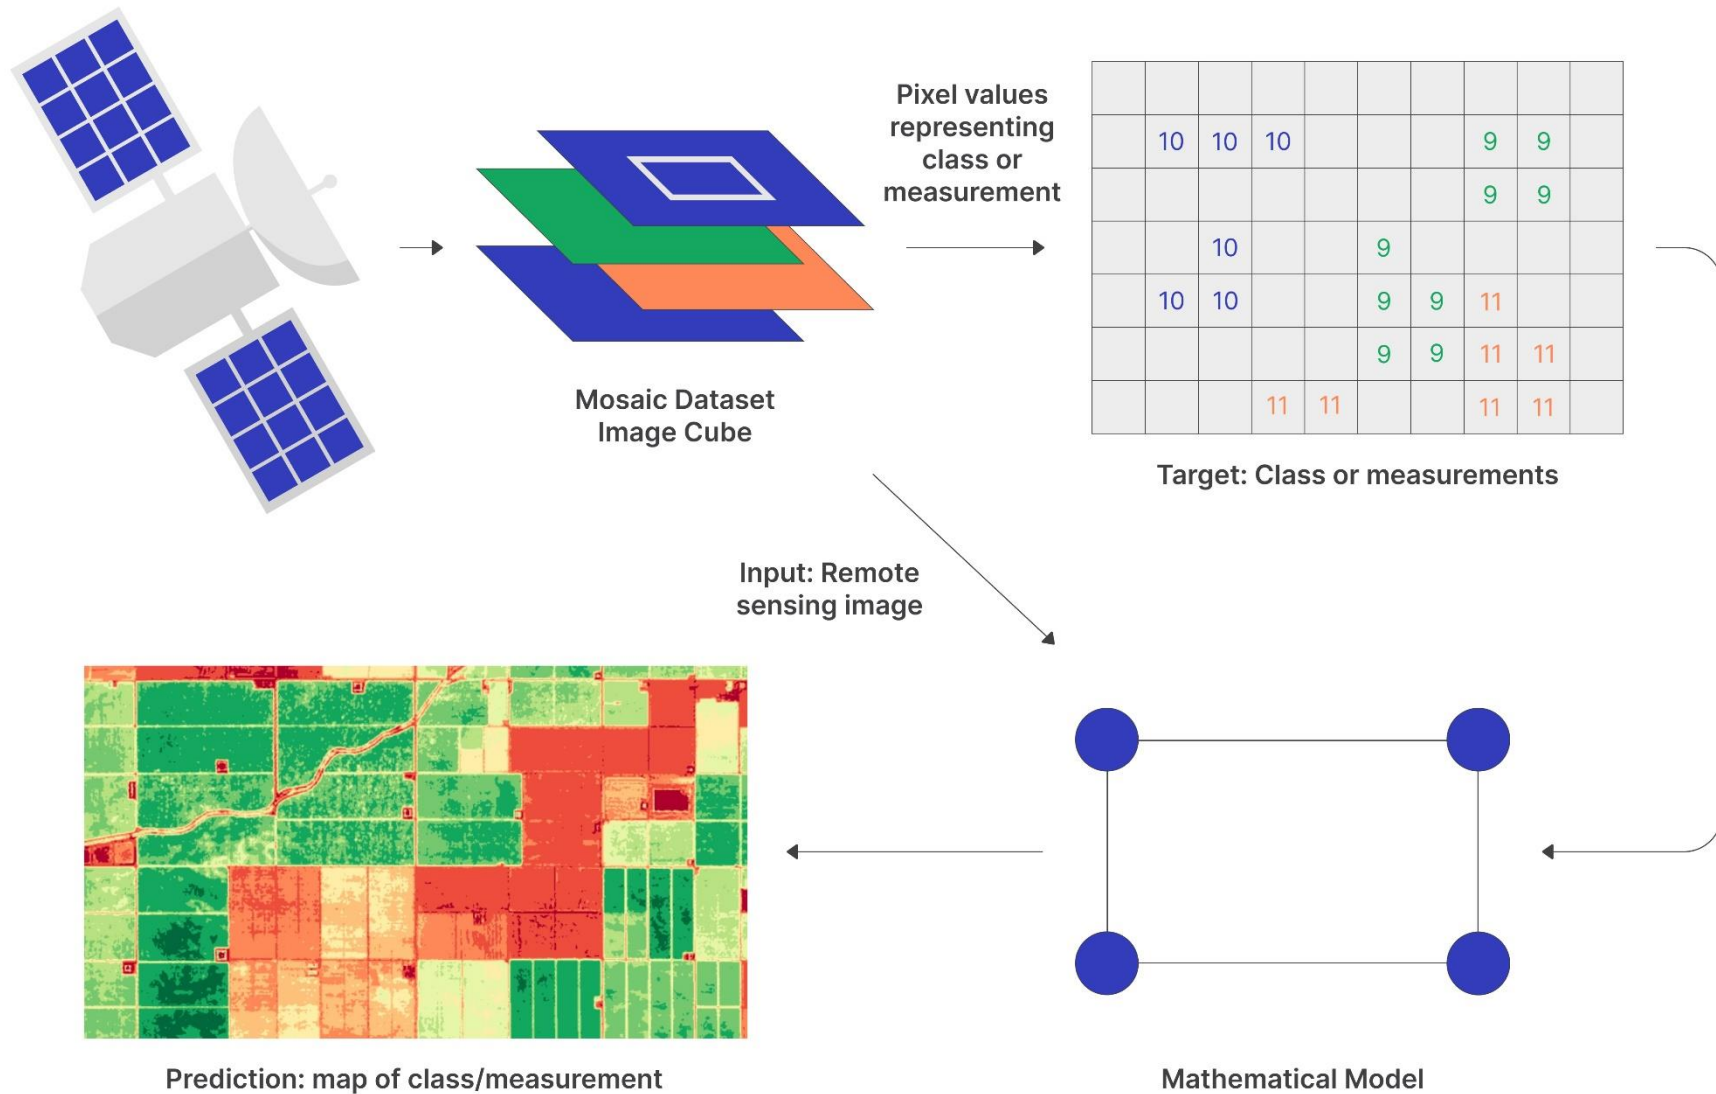 Pixel values
representing
class or
measurement
10 10 10 9 9
9 9
10 9
10 10 9 9 11
9 9 11 11
11 11 11 11
Mosaic Dataset
Image Cube
Target: Class or measurements
Input: Remote
sensing image
Prediction: map of class/measurement
Mathematical Model